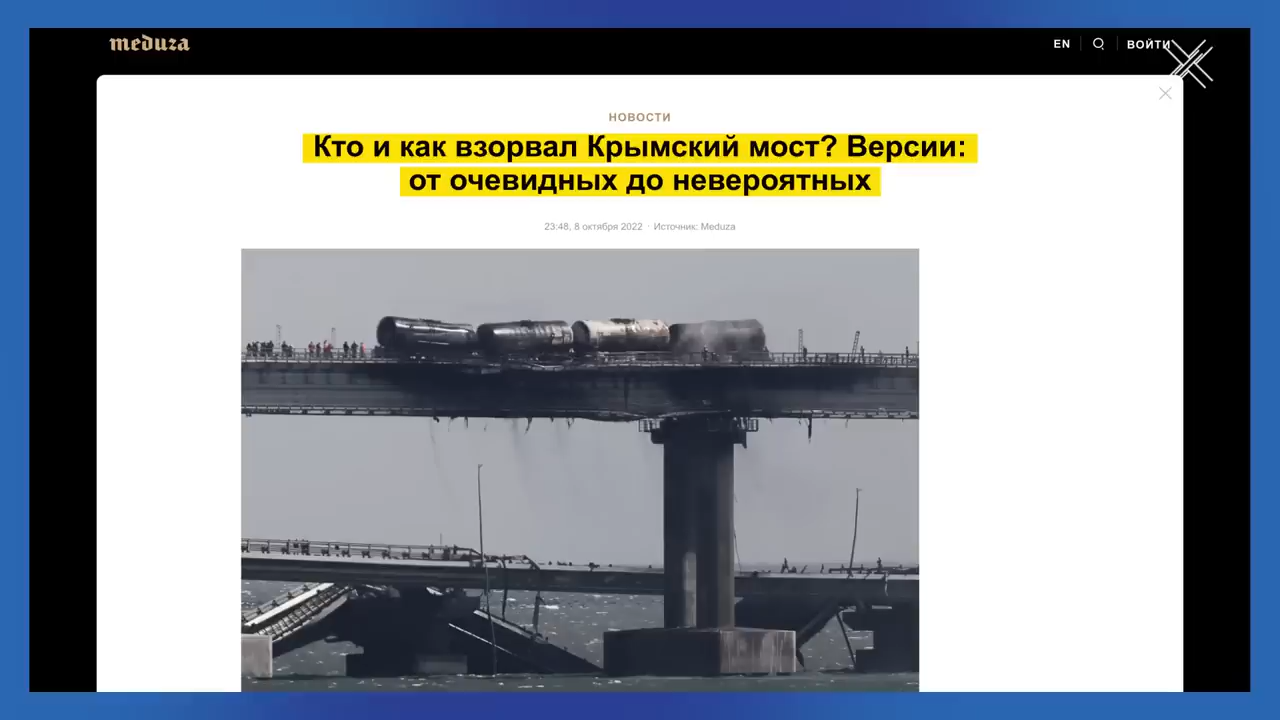 meduza
EN
ВОЙТИ
НОВОСТИ
Кто и как взорвал Крымский мост? Версии:
от очевидных до невероятных
23:48, 8 октября 2022 · Источник: Meduza